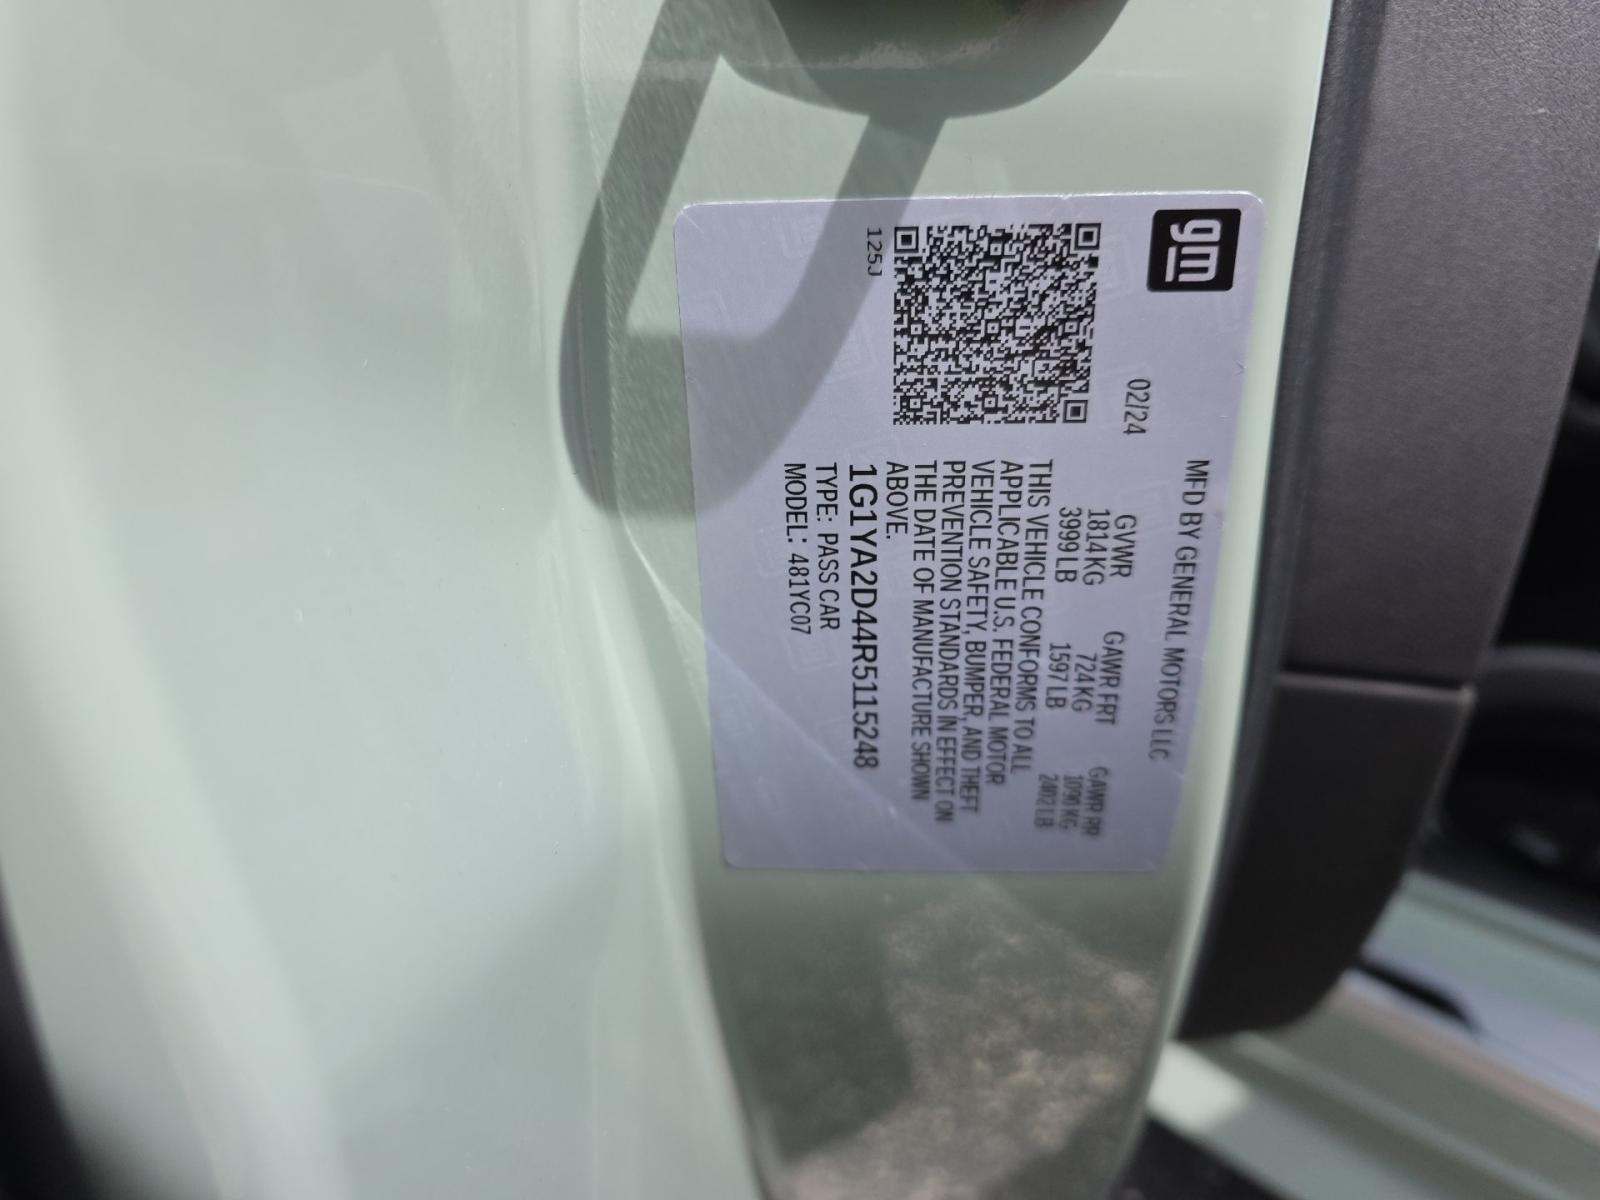 gm
MFD BY GENERAL MOTORS LLC
02/24
GVWR GAWR FRT GAWR RR
1814KG 724KG 1090KG
3999LB 1597LB 2402LB
THIS VEHICLE CONFORMS TO ALL
APPLICABLE U.S. FEDERAL MOTOR
VEHICLE SAFETY, BUMPER, AND THEFT
PREVENTION STANDARDS IN EFFECT ON
THE DATE OF MANUFACTURE SHOWN
ABOVE.
1G1YA2D44R5115248
TYPE: PASS CAR
MODEL: 481YC07
125J